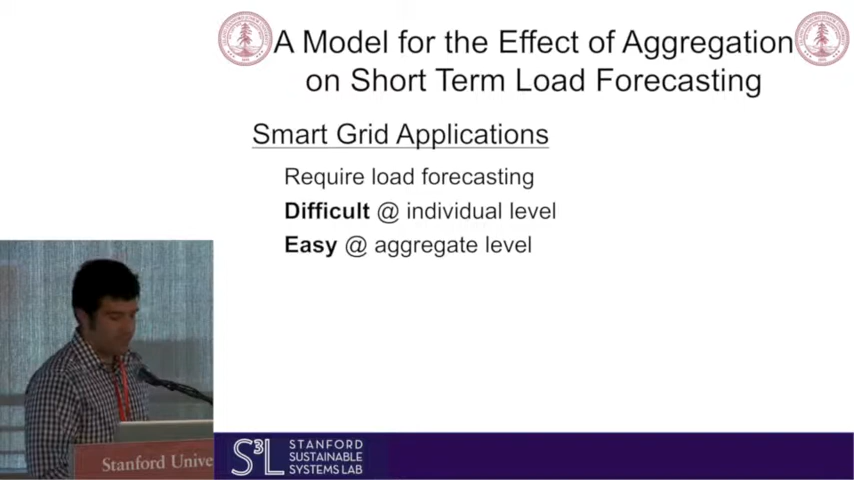 A Model for the Effect of Aggregation
on Short Term Load Forecasting
Smart Grid Applications
Require load forecasting
Difficult @ individual level
Easy @ aggregate level
Stanford Unive
S3L
STANFORD
SUSTAINABLE
SYSTEMS LAB